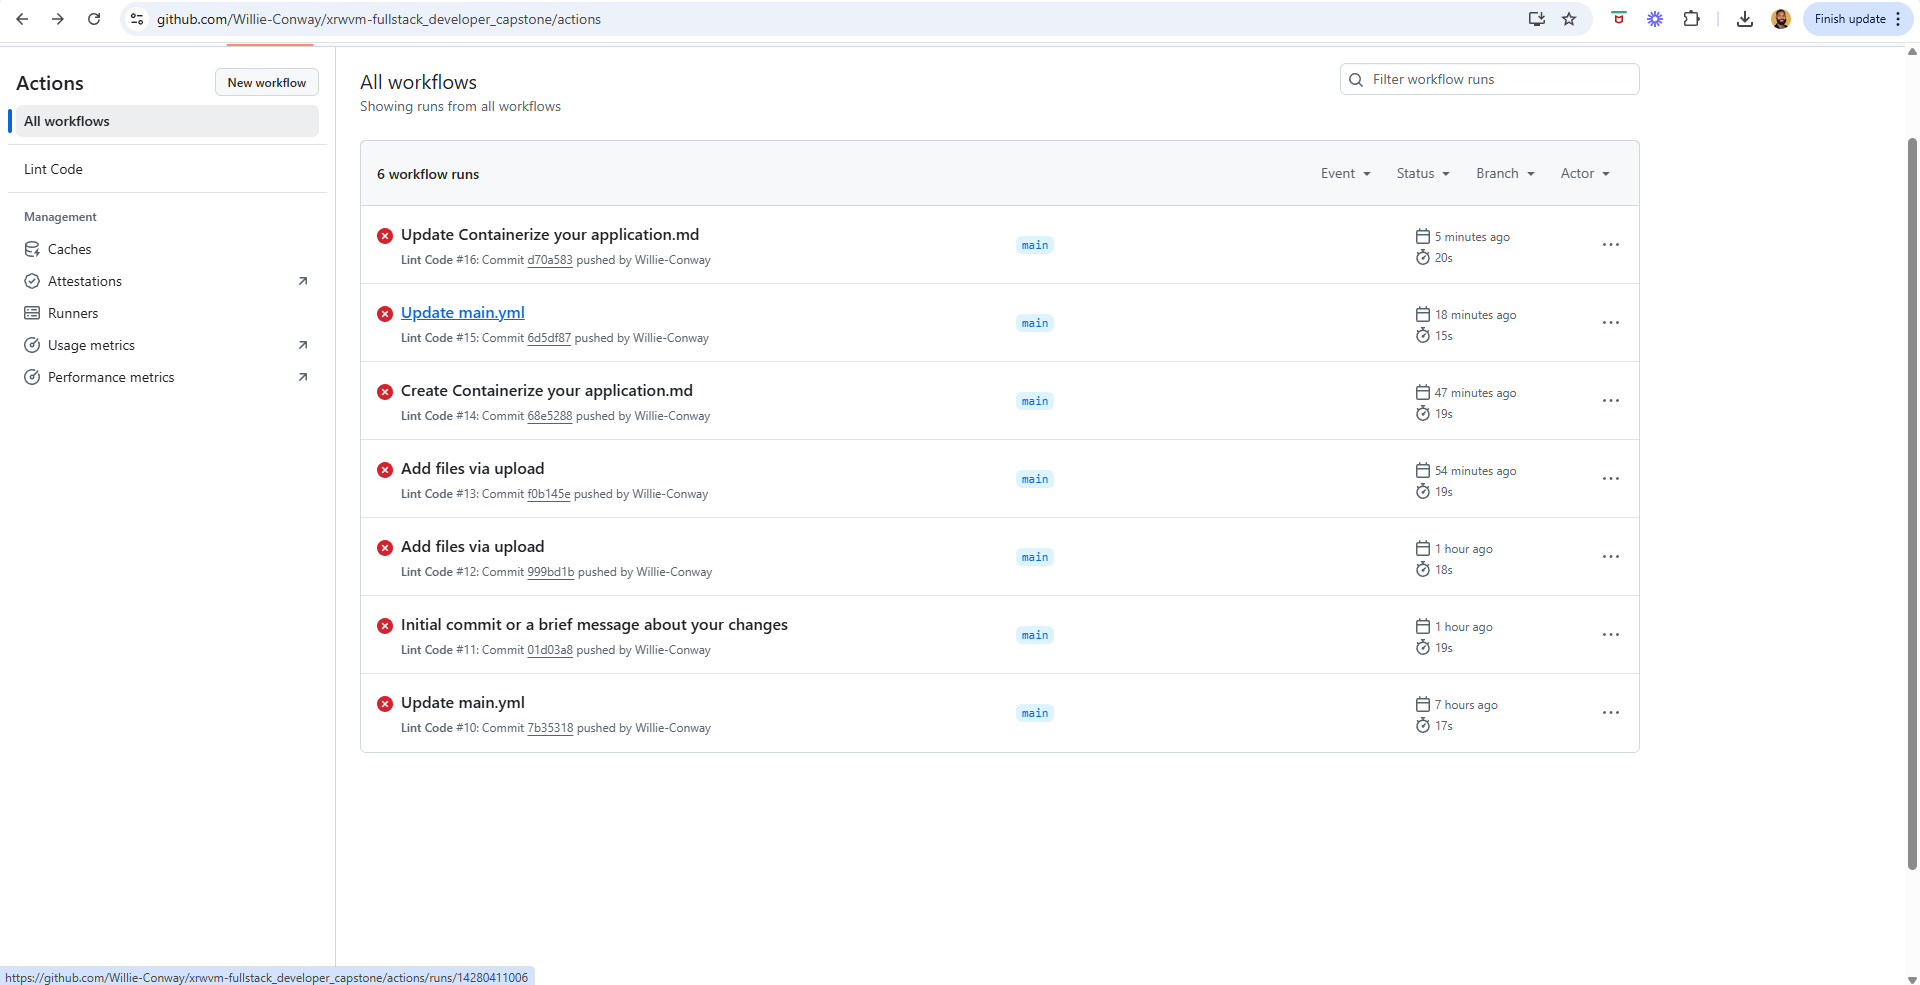 github.com/Willie-Conway/xrwvm-fullstack_developer_capstone/actions
Finish update
Actions
New workflow
All workflows
Lint Code
Management
Caches
Attestations
Runners
Usage metrics
Performance metrics
All workflows
Showing runs from all workflows
Filter workflow runs
6 workflow runs
Event
Status
Branch
Actor
Update Containerize your application.md
Lint Code #16: Commit d70a583 pushed by Willie-Conway
main
5 minutes ago
20s
Update main.yml
Lint Code #15: Commit 6d5df87 pushed by Willie-Conway
main
18 minutes ago
15s
Create Containerize your application.md
Lint Code #14: Commit 68e5288 pushed by Willie-Conway
main
47 minutes ago
19s
Add files via upload
Lint Code #13: Commit f0b145e pushed by Willie-Conway
main
54 minutes ago
19s
Add files via upload
Lint Code #12: Commit 999bd1b pushed by Willie-Conway
main
1 hour ago
18s
Initial commit or a brief message about your changes
Lint Code #11: Commit 01d03a8 pushed by Willie-Conway
main
1 hour ago
19s
Update main.yml
Lint Code #10: Commit 7b35318 pushed by Willie-Conway
main
7 hours ago
17s
https://github.com/Willie-Conway/xrwvm-fullstack_developer_capstone/actions/runs/14280411006